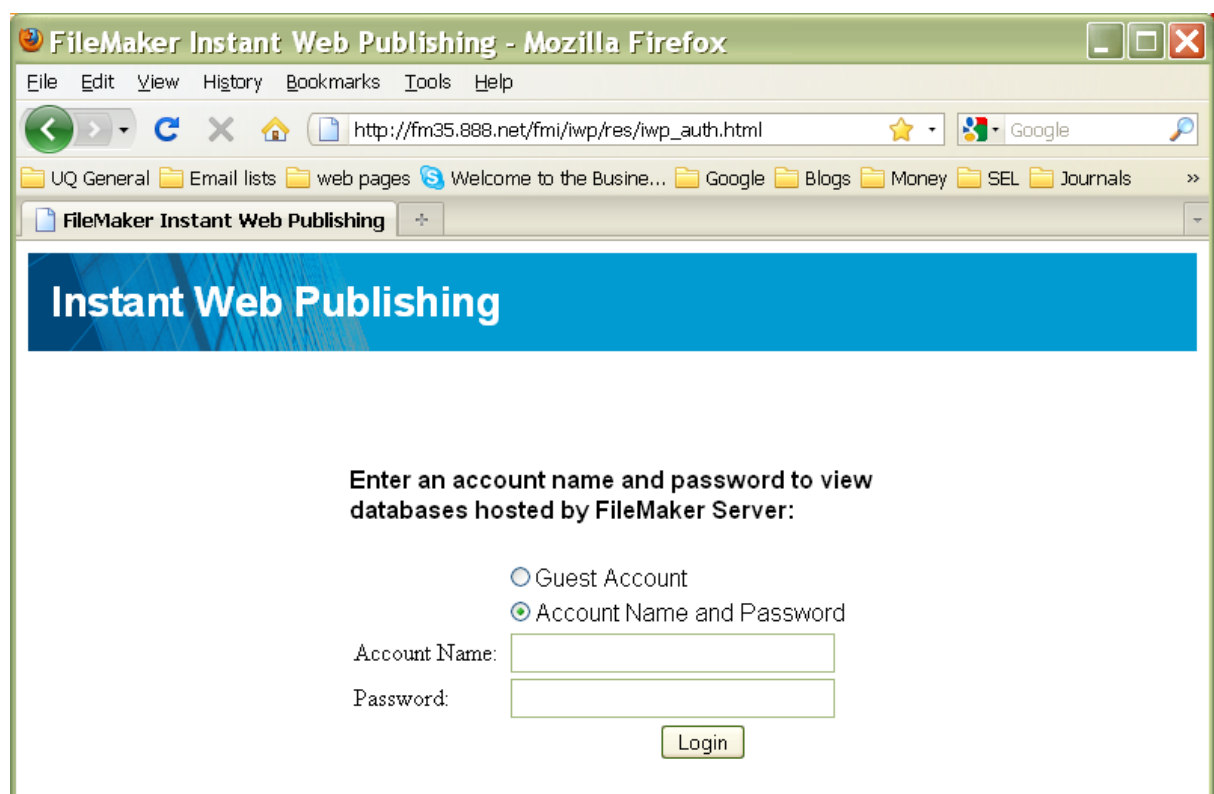 FileMaker Instant Web Publishing - Mozilla Firefox
File Edit View History Bookmarks Tools Help
http://fm35.888.net/fmi/iwp/res/iwp_auth.html Google
UQ General Email lists web pages Welcome to the Busine... Google Blogs Money SEL Journals »
FileMaker Instant Web Publishing
Instant Web Publishing
Enter an account name and password to view
databases hosted by FileMaker Server:
Guest Account
Account Name and Password
Account Name:
Password:
Login